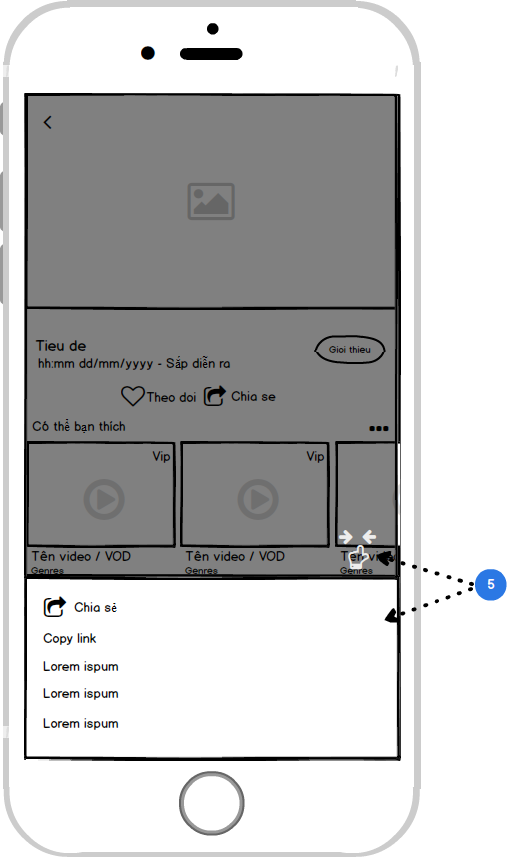 Tieu de
Gioi thieu
hh:mm dd/mm/yyyy - Sắp diễn ra
Theo doi
Chia se
Có thể bạn thích
Vip
Vip
Tên video / VOD
Tên video / VOD
Genres
Genres
Genres
Chia sẻ
Copy link
Lorem ispum
Lorem ispum
Lorem ispum
5